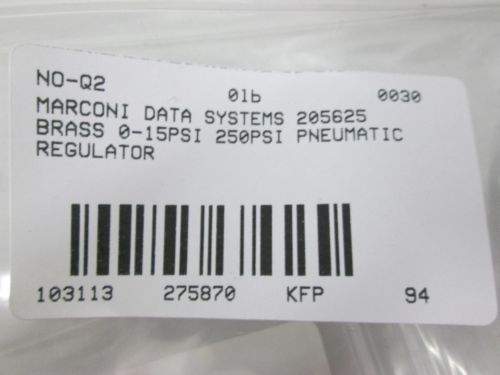 NO-Q2 01b 0030
MARCONI DATA SYSTEMS 205625
BRASS 0-15PSI 250PSI PNEUMATIC
REGULATOR
103113 275870 KFP 94